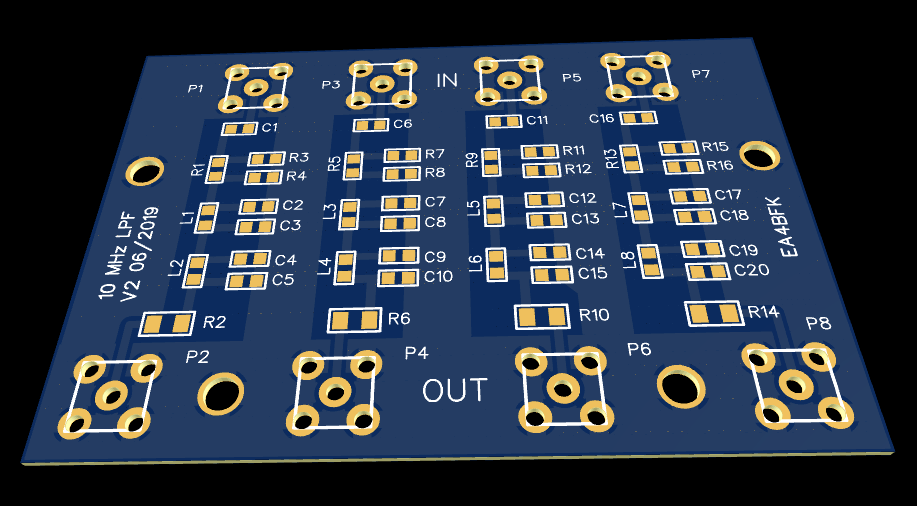 P1
P3
IN
P5
P7
C1
C6
C11
C16
R1
R3
R4
R5
R7
R8
R9
R11
R12
R13
R15
R16
L1
C2
C3
L3
C7
C8
L5
C12
C13
L7
C17
C18
L2
C4
C5
L4
C9
C10
L6
C14
C15
L8
C19
C20
10 MHz LPF
V2 06/2019
EA4BFK
R2
R6
R10
R14
P2
P4
P6
P8
OUT